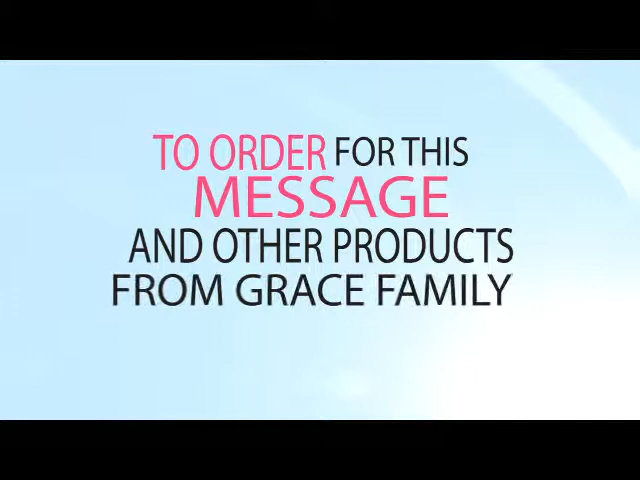 TO ORDER FOR THIS
MESSAGE
AND OTHER PRODUCTS
FROM GRACE FAMILY